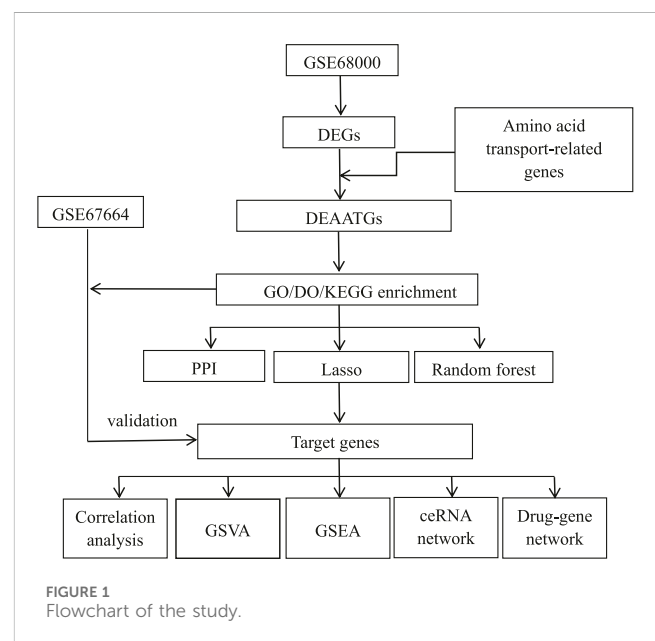 GSE68000
DEGs
Amino acid
transport-related
genes
GSE67664
DEAATGs
GO/DO/KEGG enrichment
PPI
Lasso
Random forest
validation
Target genes
Correlation
analysis
GSVA
GSEA
ceRNA
network
Drug-gene
network
FIGURE 1
Flowchart of the study.